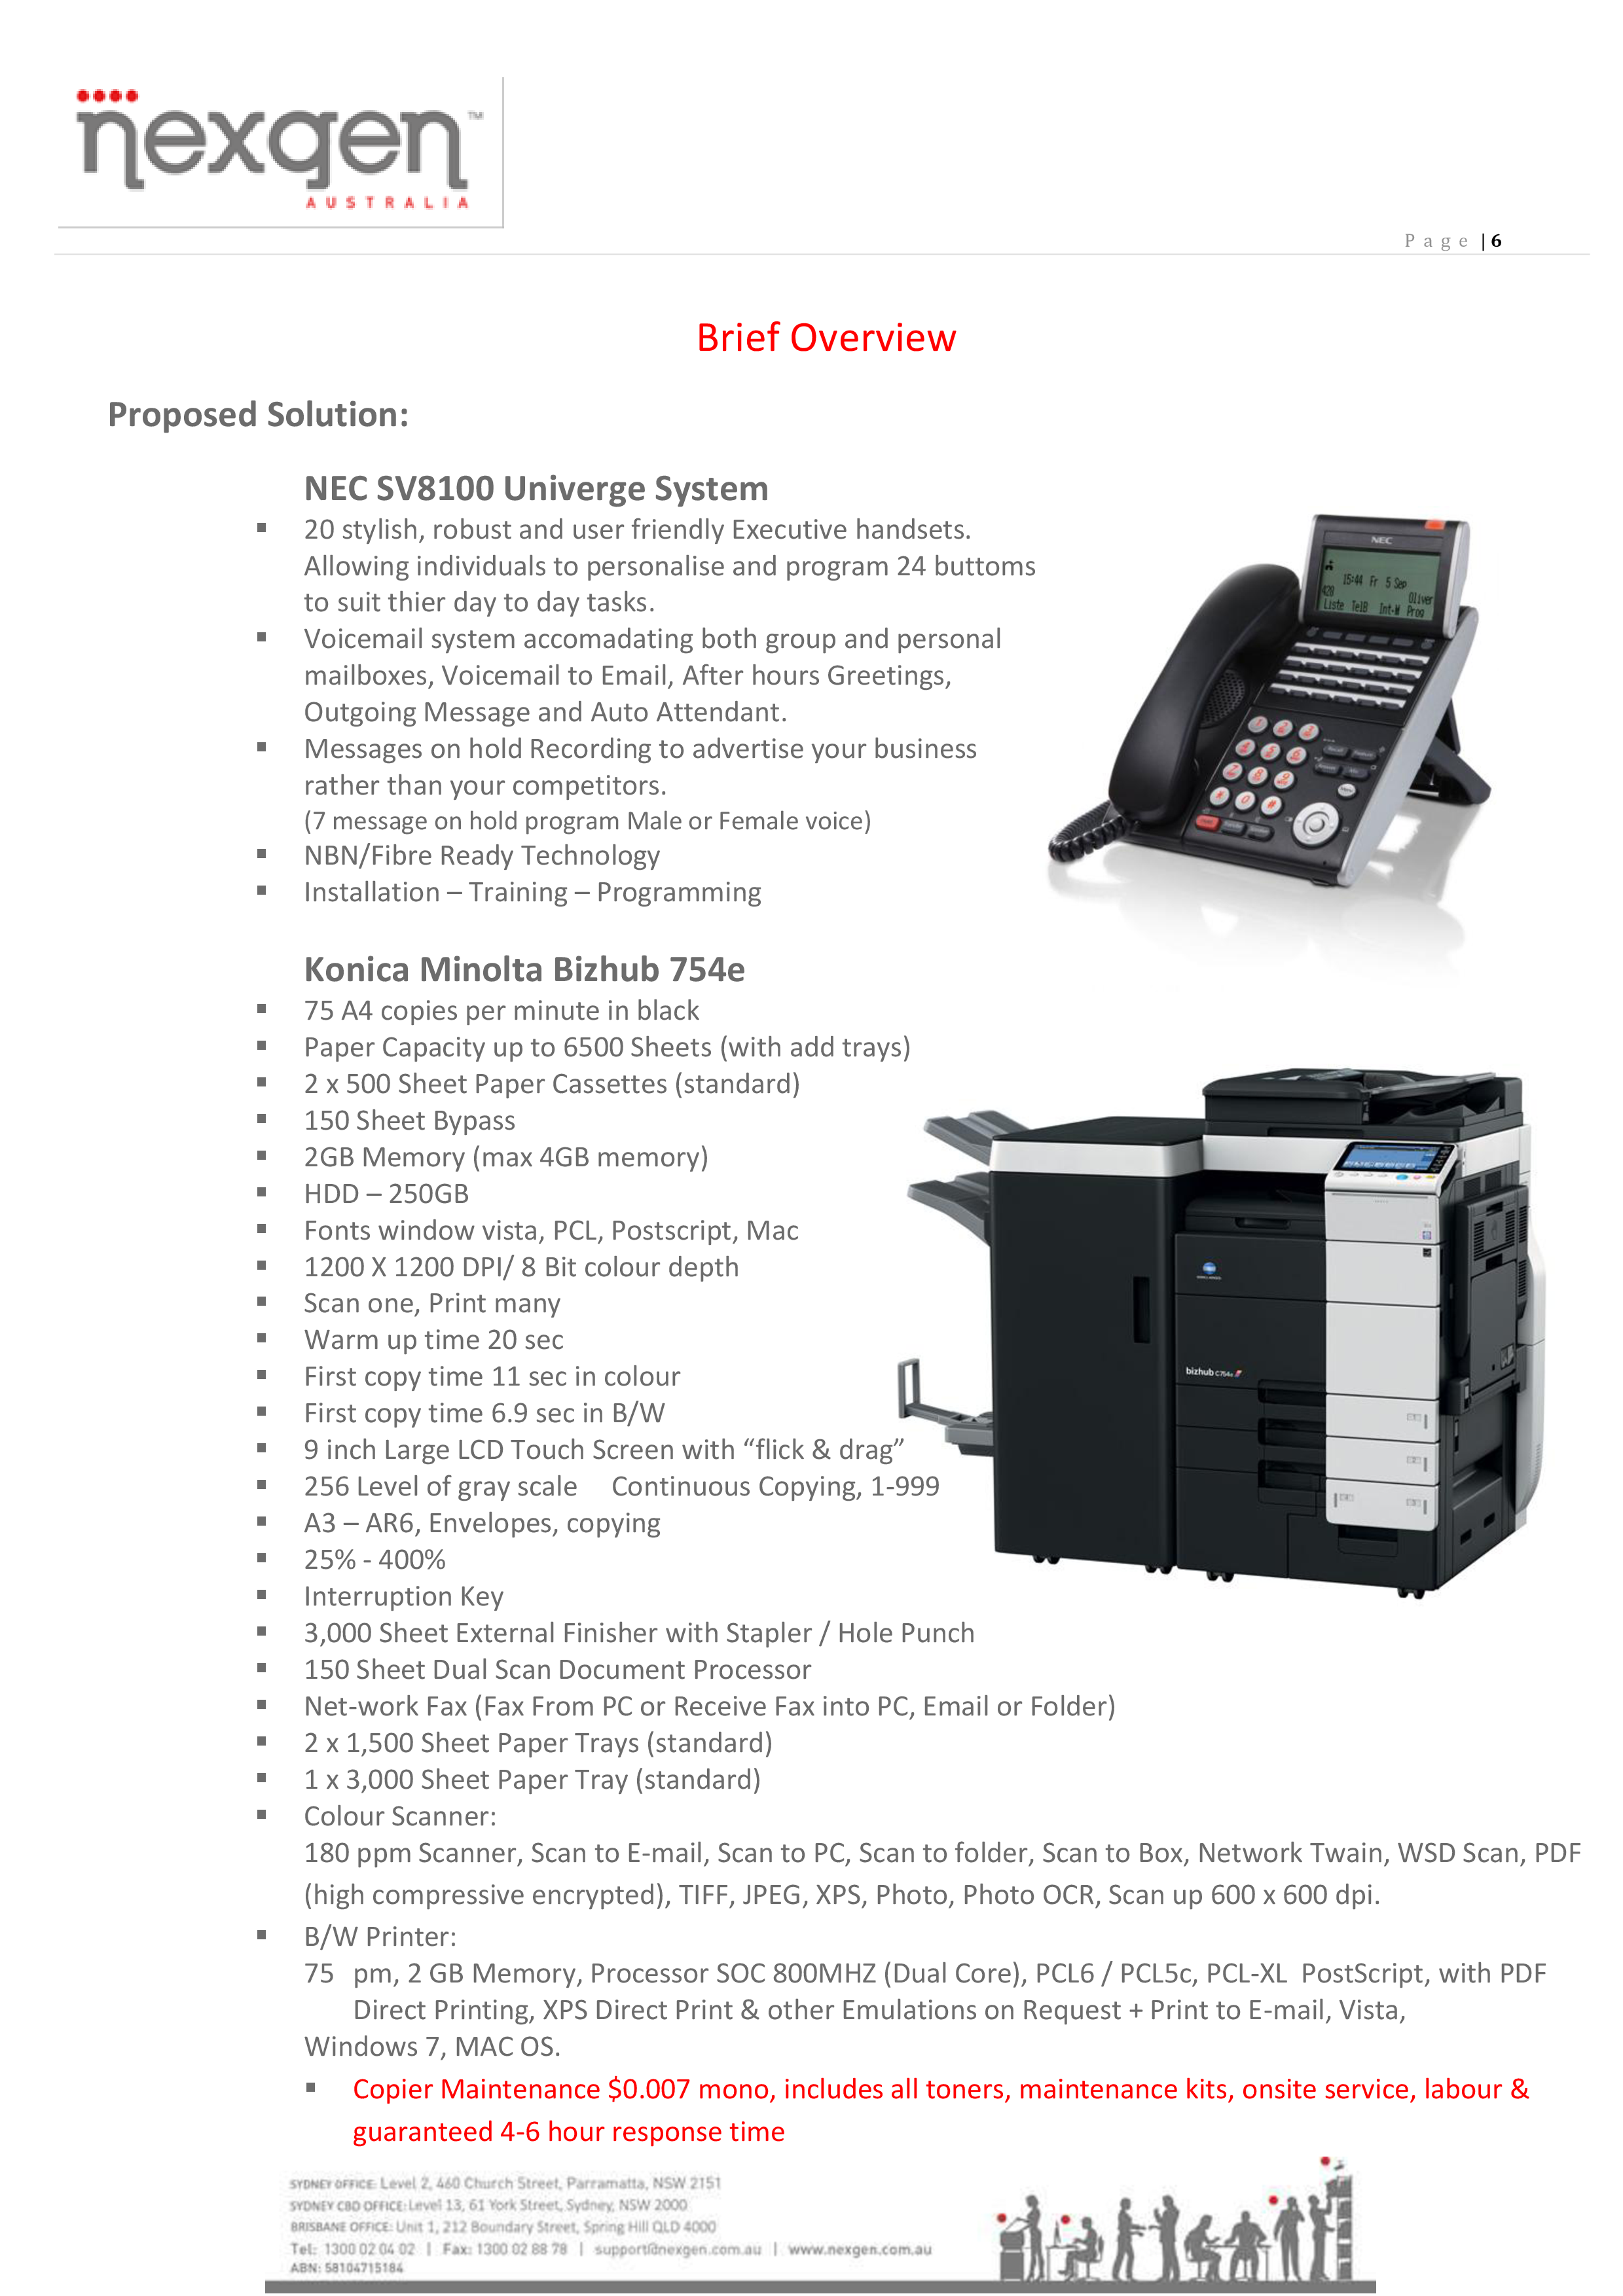 nexgen™
AUSTRALIA
Page | 6
Brief Overview
Proposed Solution:
NEC SV8100 Univerge System
▪ 20 stylish, robust and user friendly Executive handsets.
Allowing individuals to personalise and program 24 buttoms
to suit thier day to day tasks.
▪ Voicemail system accomadating both group and personal
mailboxes, Voicemail to Email, After hours Greetings,
Outgoing Message and Auto Attendant.
▪ Messages on hold Recording to advertise your business
rather than your competitors.
(7 message on hold program Male or Female voice)
▪ NBN/Fibre Ready Technology
▪ Installation – Training – Programming
NEC
15:44 Fr 5 Sep
428
Oliver
Liste TelB Int-M Prog
Konica Minolta Bizhub 754e
▪ 75 A4 copies per minute in black
▪ Paper Capacity up to 6500 Sheets (with add trays)
▪ 2 x 500 Sheet Paper Cassettes (standard)
▪ 150 Sheet Bypass
▪ 2GB Memory (max 4GB memory)
▪ HDD – 250GB
▪ Fonts window vista, PCL, Postscript, Mac
▪ 1200 X 1200 DPI/ 8 Bit colour depth
▪ Scan one, Print many
▪ Warm up time 20 sec
▪ First copy time 11 sec in colour
▪ First copy time 6.9 sec in B/W
▪ 9 inch Large LCD Touch Screen with “flick & drag”
▪ 256 Level of gray scale Continuous Copying, 1-999
▪ A3 – AR6, Envelopes, copying
▪ 25% - 400%
▪ Interruption Key
▪ 3,000 Sheet External Finisher with Stapler / Hole Punch
▪ 150 Sheet Dual Scan Document Processor
▪ Net-work Fax (Fax From PC or Receive Fax into PC, Email or Folder)
▪ 2 x 1,500 Sheet Paper Trays (standard)
▪ 1 x 3,000 Sheet Paper Tray (standard)
▪ Colour Scanner:
180 ppm Scanner, Scan to E-mail, Scan to PC, Scan to folder, Scan to Box, Network Twain, WSD Scan, PDF
(high compressive encrypted), TIFF, JPEG, XPS, Photo, Photo OCR, Scan up 600 x 600 dpi.
▪ B/W Printer:
75 pm, 2 GB Memory, Processor SOC 800MHZ (Dual Core), PCL6 / PCL5c, PCL-XL PostScript, with PDF
Direct Printing, XPS Direct Print & other Emulations on Request + Print to E-mail, Vista,
Windows 7, MAC OS.
▪ Copier Maintenance $0.007 mono, includes all toners, maintenance kits, onsite service, labour &
guaranteed 4-6 hour response time
bizhub C754e
SYDNEY OFFICE: Level 2, 460 Church Street, Parramatta, NSW 2151
SYDNEY CBD OFFICE: Level 13, 61 York Street, Sydney, NSW 2000
BRISBANE OFFICE: Unit 1, 212 Boundary Street, Spring Hill QLD 4000
Tel: 1300 02 04 02 | Fax: 1300 02 88 78 | support@nexgen.com.au | www.nexgen.com.au
ABN: 58104715184